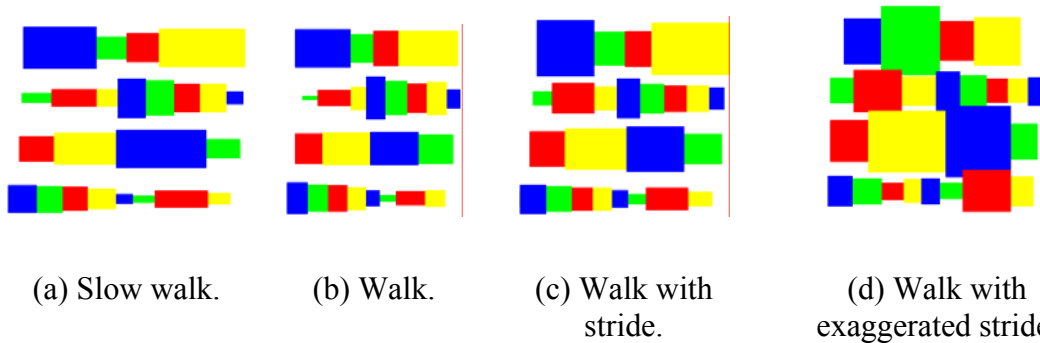 (a) Slow walk.
(b) Walk.
(c) Walk with
stride.
(d) Walk with
exaggerated stride